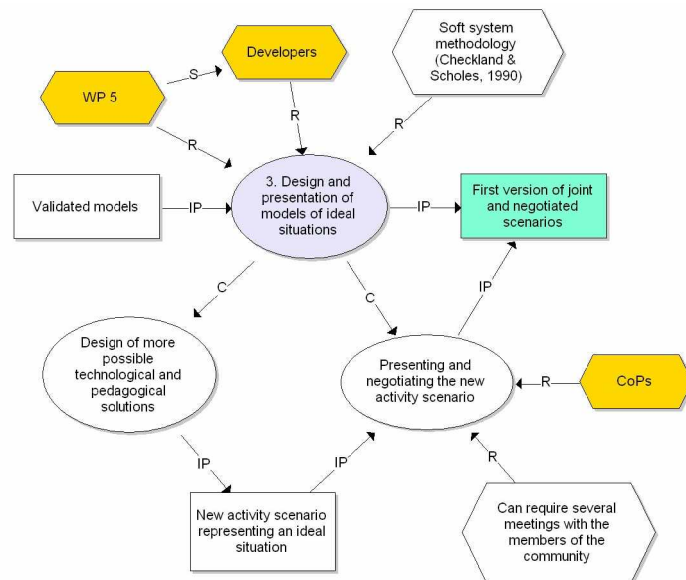 Soft system
methodology
(Checkland &
Scholes, 1990)
Developers
S
WP 5
R
R
R
3. Design and
presentation of
models of ideal
situations
First version of joint
and negotiated
scenarios
Validated models
IP
IP
C
C
IP
Design of more
possible
technological and
pedagogical
solutions
Presenting and
negotiating the new
activity scenario
R
CoPs
IP
IP
R
New activity scenario
representing an ideal
situation
Can require several
meetings with the
members of the
community